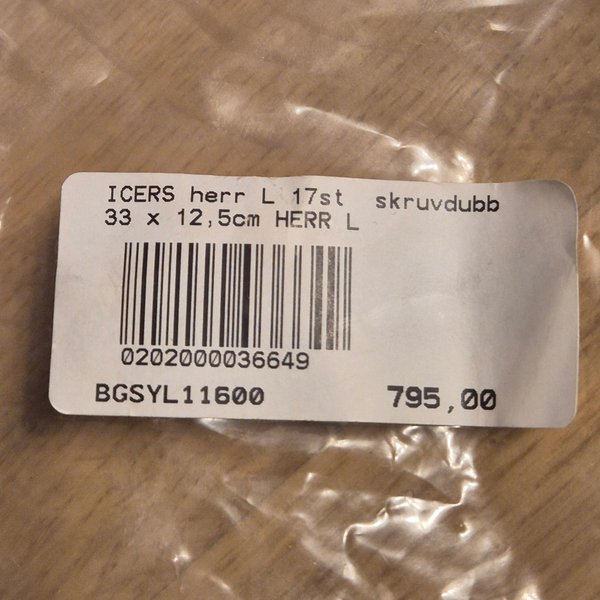 ICERS herr L 17st skruvdubb
33 x 12,5cm HERR L
0202000036649
BGSYL11600 795,00